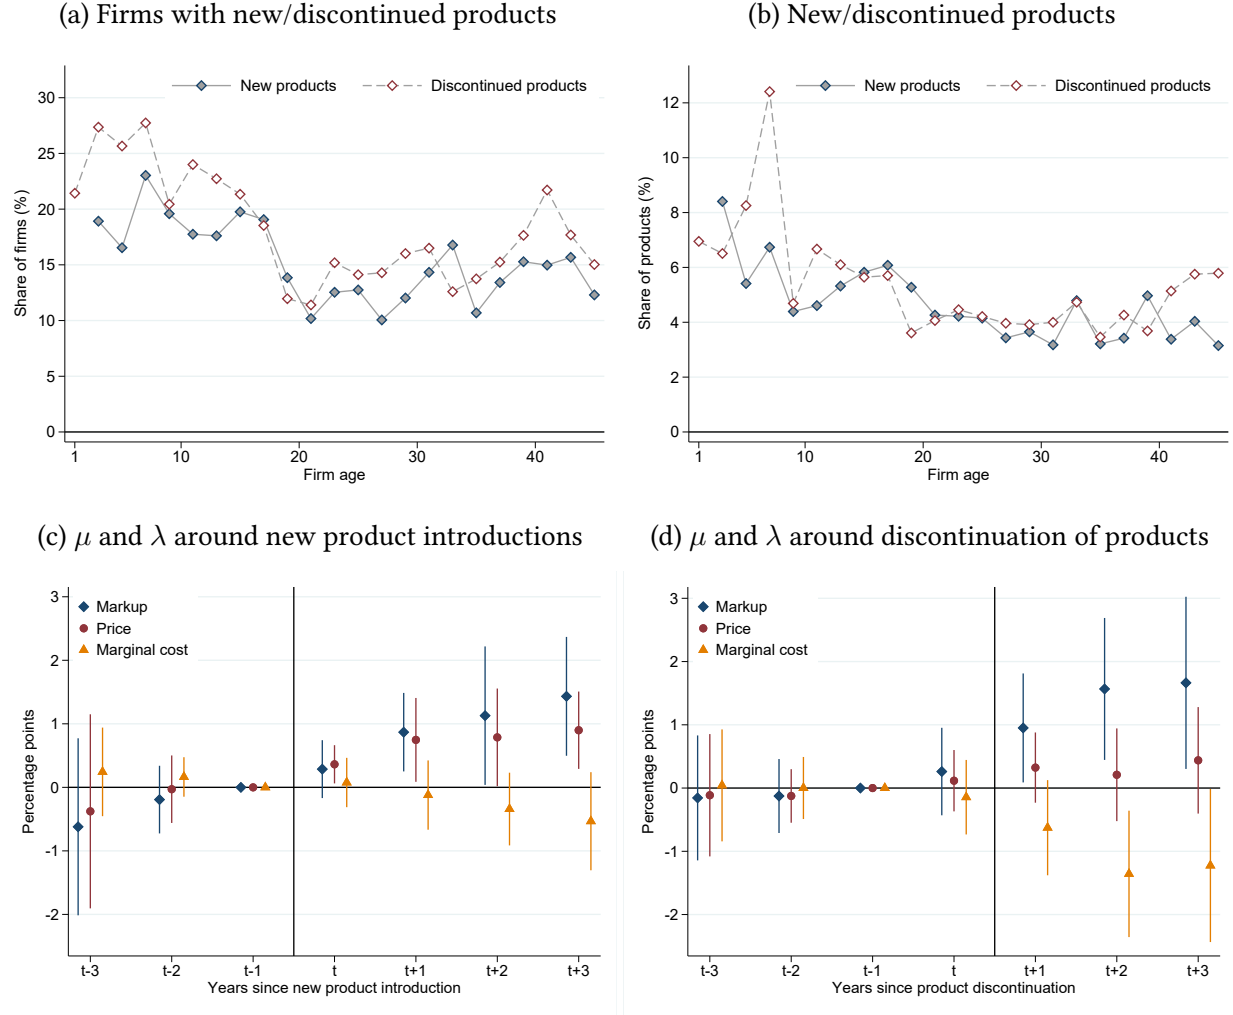 (a) Firms with new/discontinued products
New products
Discontinued products
Share of firms (%)
30
25
20
15
10
5
0
1
10
20
30
40
Firm age
(b) New/discontinued products
New products
Discontinued products
Share of products (%)
12
12
8
6
4
2
0
1
10
20
30
40
Firm age
(c) μ and λ around new product introductions
Markup
Price
Marginal cost
Percentage points
3
2
1
0
-1
-2
t-3
t-2
t-1
t
t+1
t+2
t+3
Years since new product introduction
(d) μ and λ around discontinuation of products
Markup
Price
Marginal cost
Percentage points
3
2
1
0
-1
-2
t-3
t-2
t-1
t
t+1
t+2
t+3
Years since product discontinuation